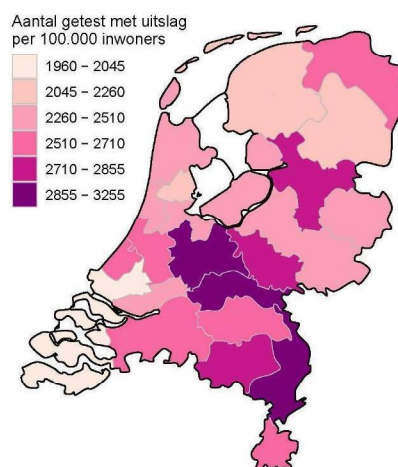 Aantal getest met uitslag
per 100.000 inwoners
1960 – 2045
2045 – 2260
2260 – 2510
2510 – 2710
2710 – 2855
2855 – 3255